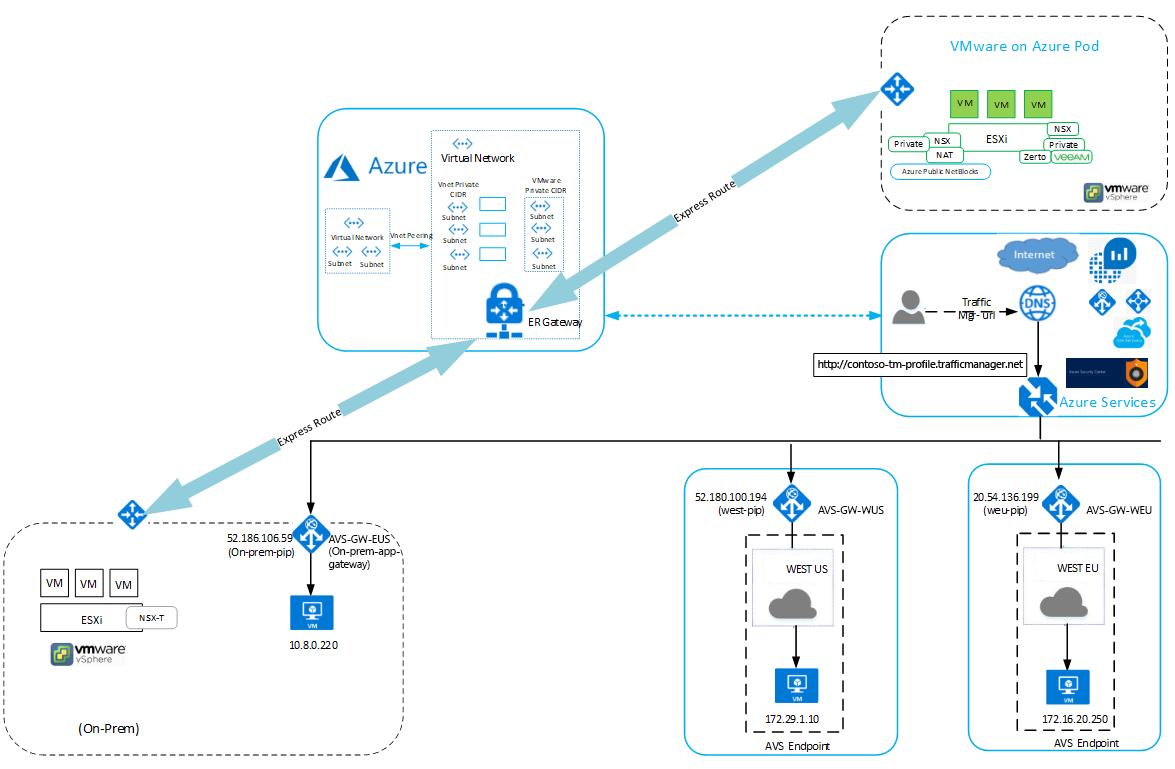 VMware on Azure Pod
VM
VM
VM
ESXi
NSX
Private
NSX
NAT
Private
Zerto
VEEAM
Azure Public NetBlocks
vmware
vSphere
Express Route
Azure
Virtual Network
Vnet Private
CIDR
VMware
Private CIDR
Subnet
Subnet
Subnet
Subnet
Subnet
Subnet
Virtual Network
Subnet
Subnet
Vnet Peering
ER Gateway
Internet
Traffic
Mgr- url
DNS
http://contoso-tm-profile.trafficmanager.net
Azure Security Center
Azure Services
Express Route
52.186.106.59
(On-prem-pip)
AVS-GW-EUS
(On-prem-app-
gateway)
VM
VM
VM
ESXi
NSX-T
vmware
vSphere
VM
10.8.0.220
(On-Prem)
52.180.100.194
(west-pip)
AVS-GW-WUS
WEST US
VM
172.29.1.10
AVS Endpoint
20.54.136.199
(weu-pip)
AVS-GW-WEU
WEST EU
VM
172.16.20.250
AVS Endpoint